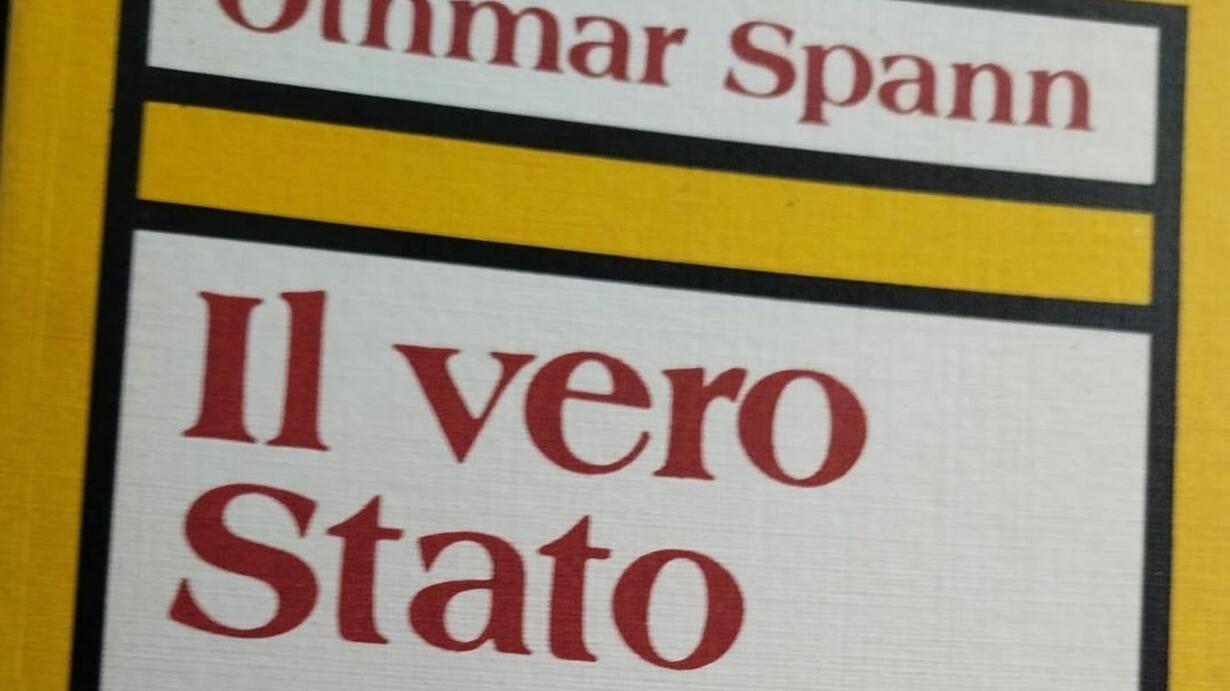 Othmar Spann
Il vero
Stato